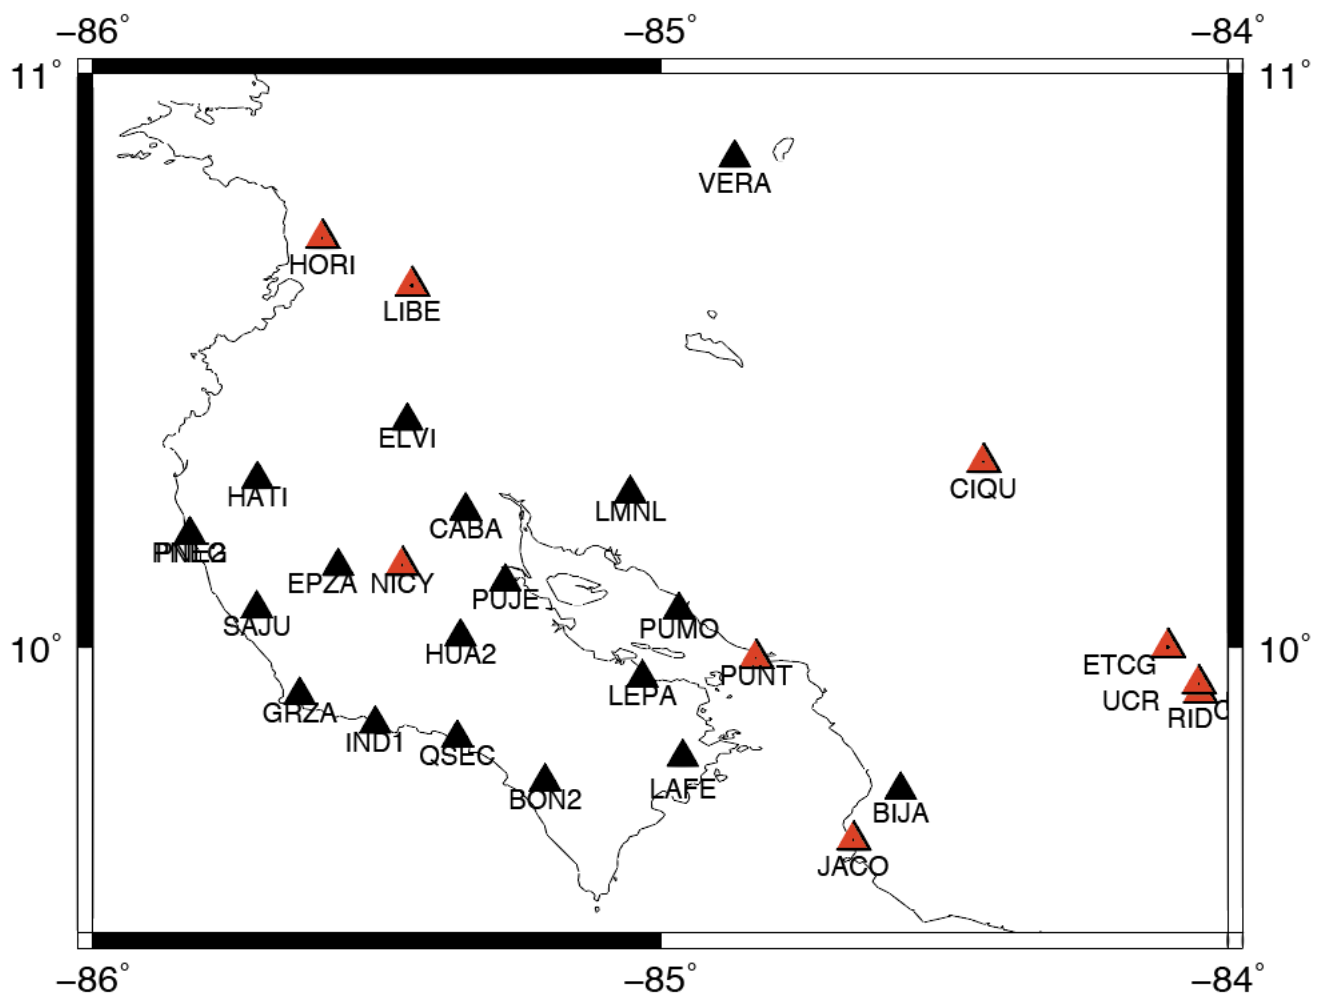 −86° −85° −84°
11° 11°
VERA
HORI
LIBE
ELVI
CIQU
HATI
LMNL
CABA
EPZA NICY
PUJE
SAJU
PUMO
10° 10°
HUA2
ETCG
PUNT
LEPA
UCR
GRZA
RIDC
IND1
QSEC
LAFE
BON2
BIJA
JACO
−86° −85° −84°